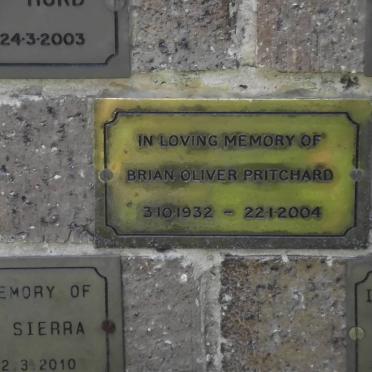 HORD
24·3·2003
IN LOVING MEMORY OF
BRIAN OLIVER PRITCHARD
3·10·1932 - 22·1·2004
EMORY OF
SIERRA
2.3.2010